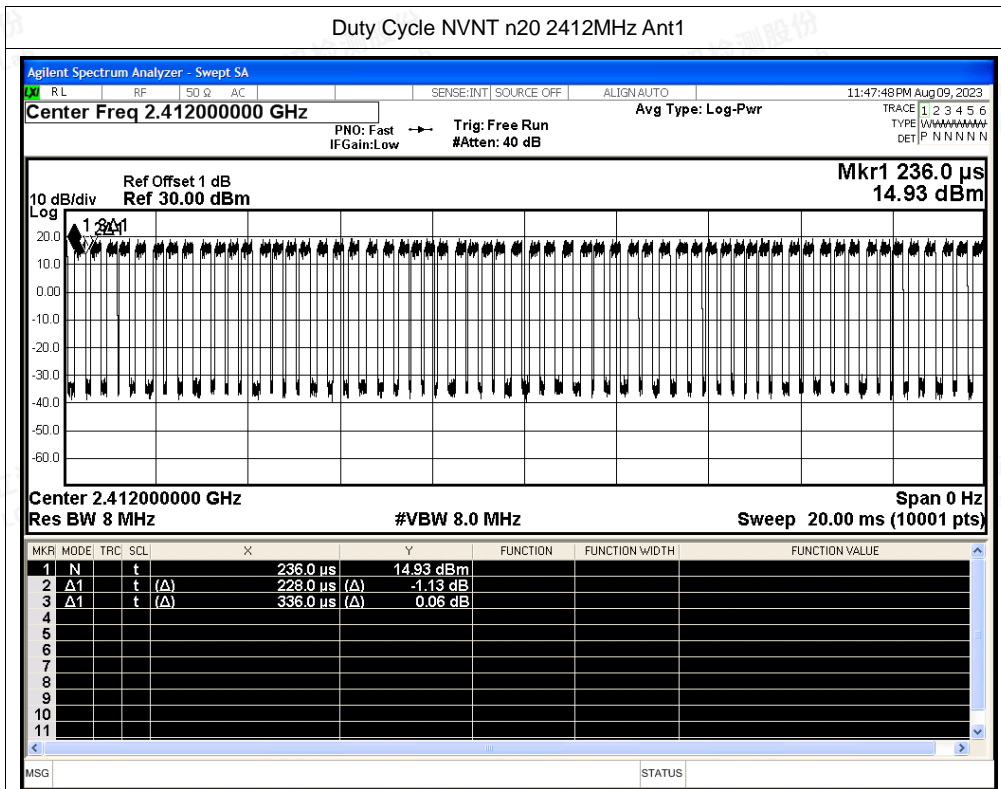 Duty Cycle NVNT n20 2412MHz Ant1
Agilent Spectrum Analyzer - Swept SA
LXI RL RF 50 Ω AC SENSE:INT SOURCE OFF ALIGN AUTO 11:47:48 PM Aug 09, 2023
Center Freq 2.412000000 GHz
Avg Type: Log-Pwr
TRACE 1 2 3 4 5 6
TYPE WWWWWW
DET P N N N N N
PNO: Fast Trig: Free Run
IFGain:Low #Atten: 40 dB
Mkr1 236.0 µs
14.93 dBm
Ref Offset 1 dB
10 dB/div Ref 30.00 dBm
Log
20.0
10.0
0.00
-10.0
-20.0
-30.0
-40.0
-50.0
-60.0
Center 2.412000000 GHz Span 0 Hz
Res BW 8 MHz #VBW 8.0 MHz Sweep 20.00 ms (10001 pts)
MKR MODE TRC SCL X Y FUNCTION FUNCTION WIDTH FUNCTION VALUE
1 N t 236.0 µs 14.93 dBm
2 Δ1 t (Δ) 228.0 µs (Δ) -1.13 dB
3 Δ1 t (Δ) 336.0 µs (Δ) 0.06 dB
4
5
6
7
8
9
10
11
MSG STATUS